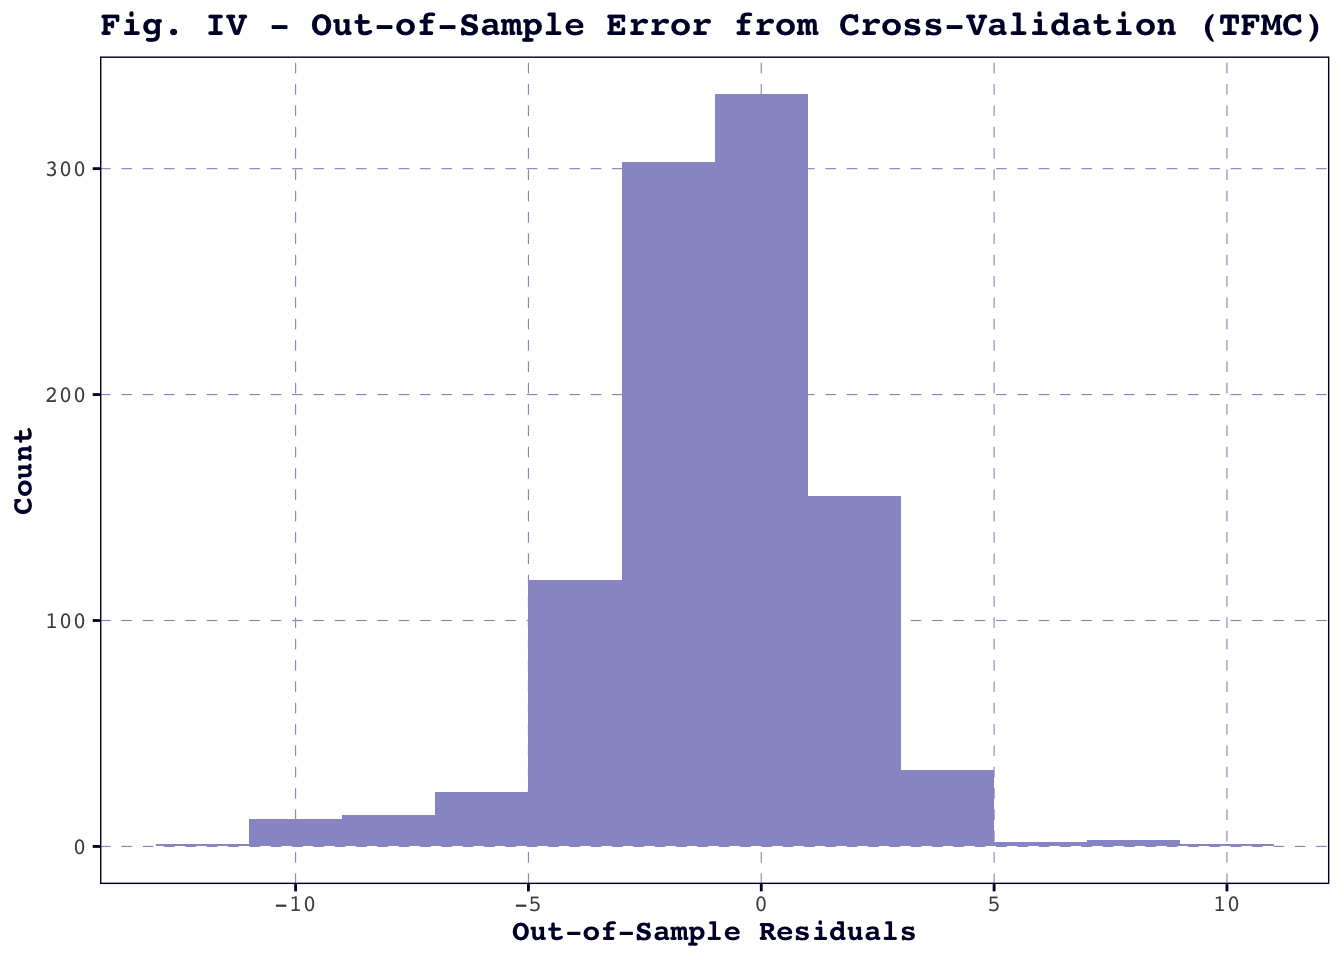 Fig. IV - Out-of-Sample Error from Cross-Validation (TFMC)
300
200
100
0
Count
-10 -5 0 5 10
Out-of-Sample Residuals